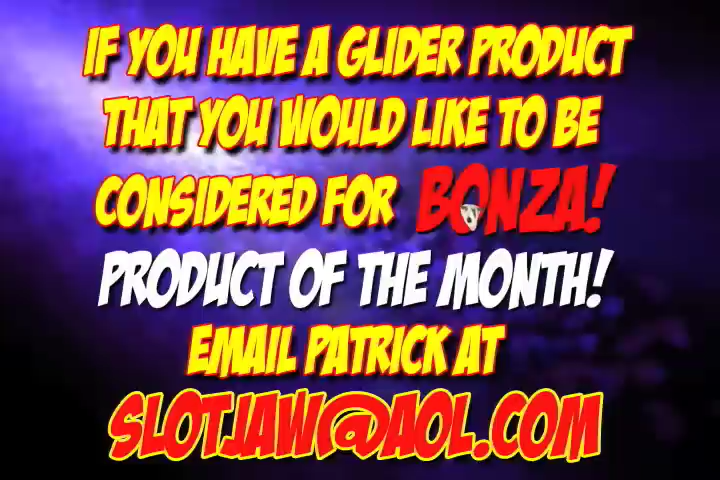 IF YOU HAVE A GLIDER PRODUCT
THAT YOU WOULD LIKE TO BE
CONSIDERED FOR BONZA!
PRODUCT OF THE MONTH!
EMAIL PATRICK AT
SLOTJAW@AOL.COM